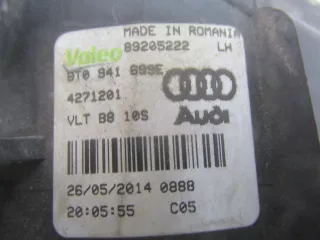 MADE IN ROMANIA
Valeo 89205222 LH
8T0 941 699E
4271201
VLT B8 10S Audi
26/05/2014 0888
20:05:55 C05